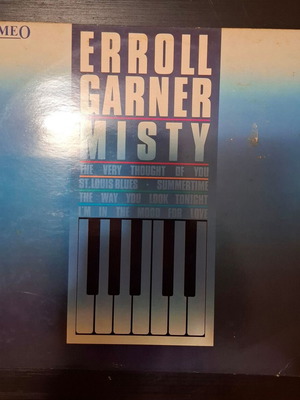 MEO
ERROLL
GARNER
MISTY
THE VERY THOUGHT OF YOU
ST. LOUIS BLUES · SUMMERTIME
THE WAY YOU LOOK TONIGHT
I'M IN THE MOOD FOR LOVE